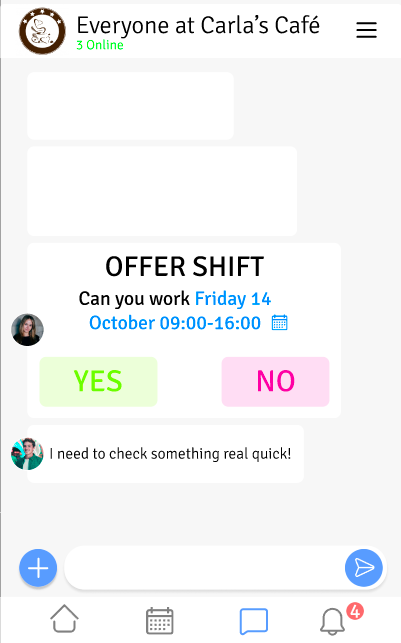 Everyone at Carla's Café
3 Online
OFFER SHIFT
Can you work Friday 14
October 09:00-16:00
YES
NO
I need to check something real quick!
4